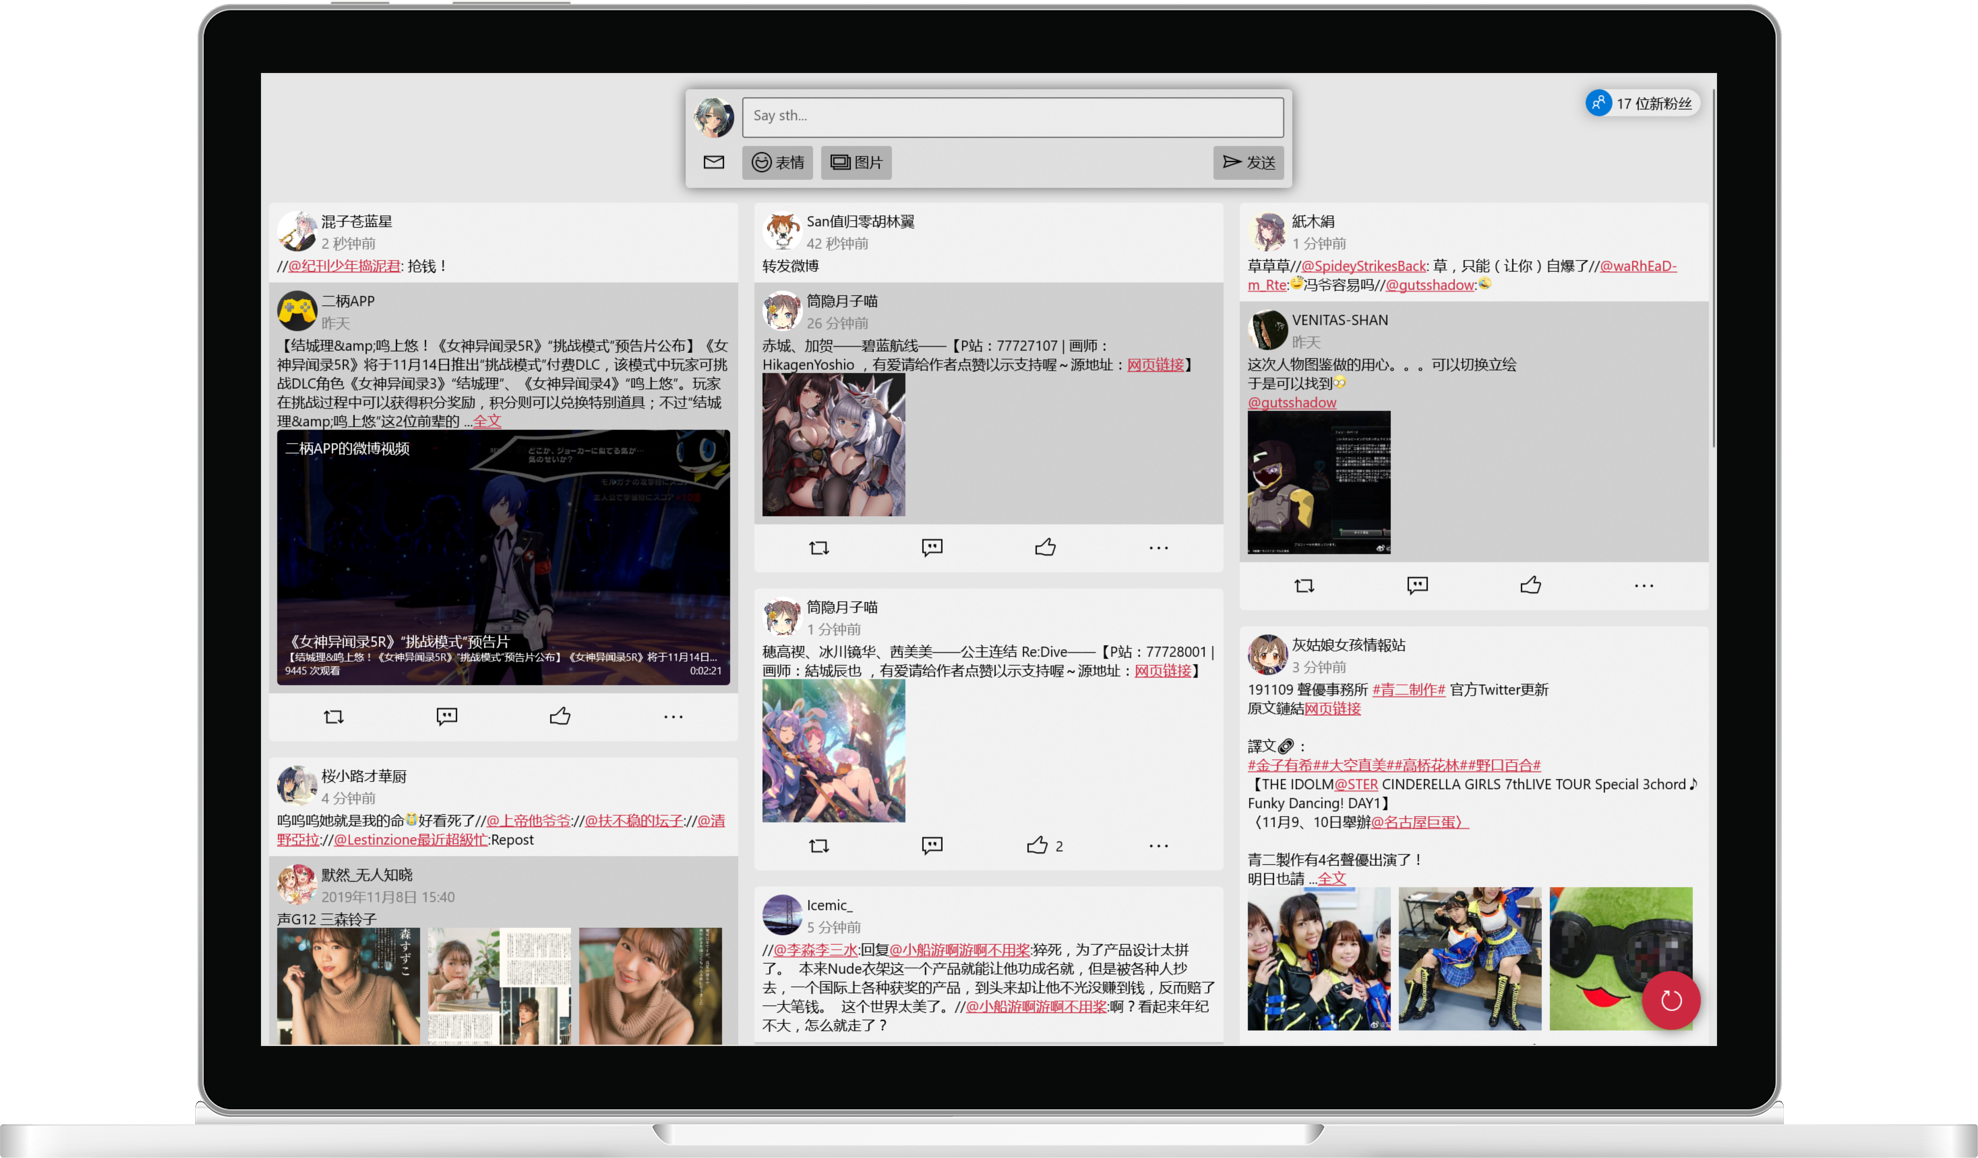 Say sth...
表情
图片
发送
17 位新粉丝
混子苍蓝星
2 秒钟前
//@纪刊少年捣泥君: 抢钱！
二柄APP
昨天
【结城理&amp;鸣上悠！《女神异闻录5R》“挑战模式”预告片公布】《女
神异闻录5R》将于11月14日推出“挑战模式”付费DLC，该模式中玩家可挑
战DLC角色《女神异闻录3》“结城理”、《女神异闻录4》“鸣上悠”。玩家
在挑战过程中可以获得积分奖励，积分则可以兑换特别道具；不过“结城
理&amp;鸣上悠”这2位前辈的 ...全文
二柄APP的微博视频
どこか、ジョーカーに似てる気が…
気のせいか?
《女神异闻录5R》“挑战模式”预告片
【结城理&鸣上悠！《女神异闻录5R》“挑战模式”预告片公布】《女神异闻录5R》将于11月14日...
9445 次观看
0:02:21
桜小路才華厨
4 分钟前
呜呜呜她就是我的命😭好看死了//@上帝他爷爷://@扶不稳的坛子://@清
野亞拉://@Lestinzione最近超級忙:Repost
默然_无人知晓
2019年11月8日 15:40
声G12 三森铃子
森すずこ
San值归零胡林翼
42 秒钟前
转发微博
筒隐月子喵
26 分钟前
赤城、加贺——碧蓝航线——【P站：77727107 | 画师：
HikagenYoshio ，有爱请给作者点赞以示支持喔～源地址：网页链接】
筒隐月子喵
1 分钟前
穗高禊、冰川镜华、茜美美——公主连结 Re:Dive——【P站：77728001 |
画师：結城辰也 ，有爱请给作者点赞以示支持喔～源地址：网页链接】
2
Icemic_
5 分钟前
//@李淼李三水:回复@小船游啊游啊不用桨:猝死，为了产品设计太拼
了。 本来Nude衣架这一个产品就能让他功成名就，但是被各种人抄
去，一个国际上各种获奖的产品，到头来却让他不光没赚到钱，反而赔了
一大笔钱。 这个世界太美了。//@小船游啊游啊不用桨:啊？看起来年纪
不大，怎么就走了？
紙木絹
1 分钟前
草草草//@SpideyStrikesBack: 草，只能（让你）自爆了//@waRhEaD-
m_Rte:冯爷容易吗//@gutsshadow:
VENITAS-SHAN
昨天
这次人物图鉴做的用心。。。可以切换立绘
于是可以找到
@gutsshadow
灰姑娘女孩情報站
3 分钟前
191109 聲優事務所 #青二制作# 官方Twitter更新
原文鏈結网页链接
譯文：
#金子有希##大空直美##高桥花林##野口百合#
【THE IDOLM@STER CINDERELLA GIRLS 7thLIVE TOUR Special 3chord♪
Funky Dancing! DAY1】
〈11月9、10日舉辦@名古屋巨蛋〉
青二製作有4名聲優出演了！
明日也請 ...全文